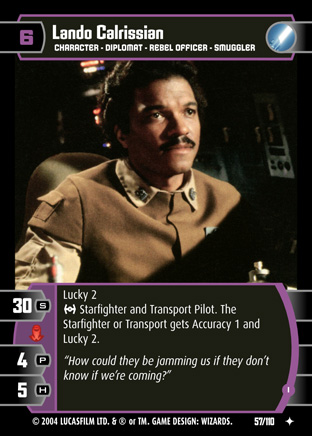 6
Lando Calrissian
CHARACTER • DIPLOMAT • REBEL OFFICER • SMUGGLER
Lucky 2
Starfighter and Transport Pilot. The
Starfighter or Transport gets Accuracy 1 and
Lucky 2.
"How could they be jamming us if they don't
know if we're coming?"
30 S
4 P
5 H
1
© 2004 LUCASFILM LTD. & ® or TM. GAME DESIGN: WIZARDS.
57/110